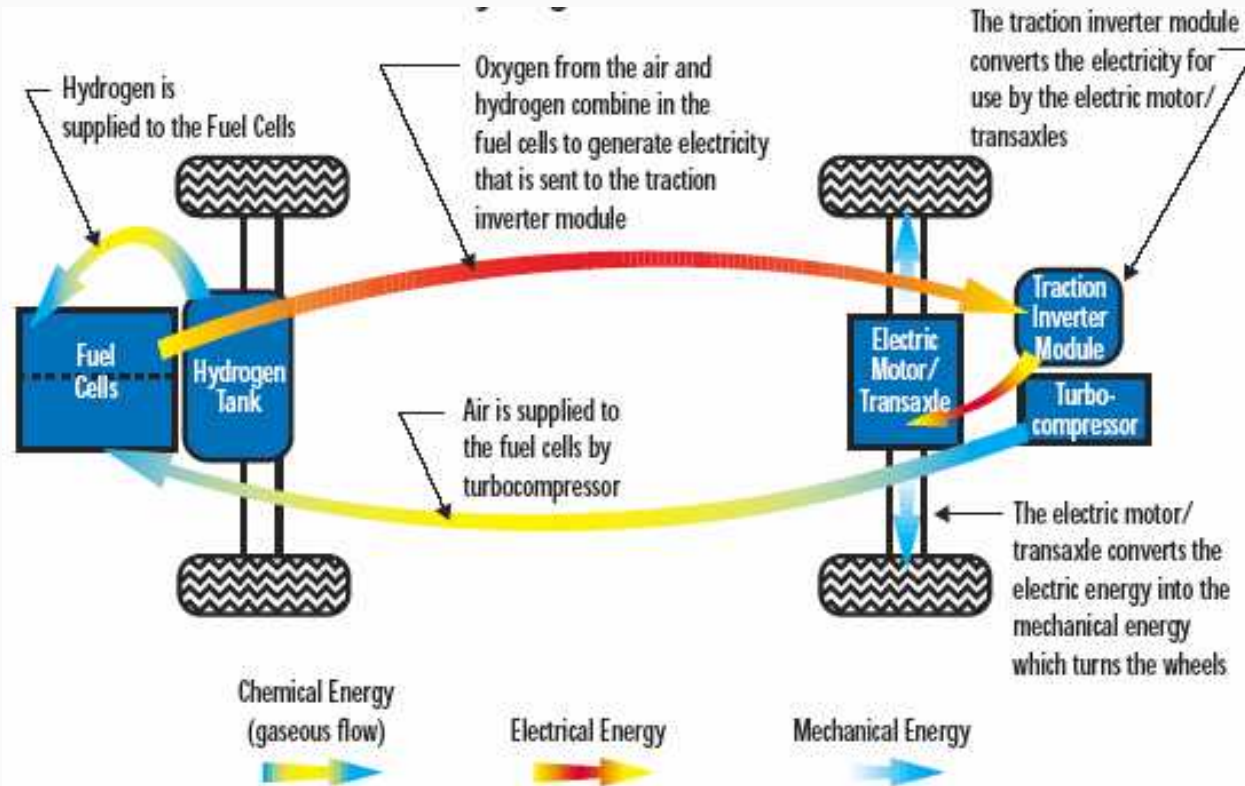 Hydrogen is
supplied to the Fuel Cells
Oxygen from the air and
hydrogen combine in the
fuel cells to generate electricity
that is sent to the traction
inverter module
The traction inverter module
converts the electricity for
use by the electric motor/
transaxles
Fuel
Cells
Hydrogen
Tank
Electric
Motor/
Transaxle
Traction
Inverter
Module
Turbo-
compressor
Air is supplied to
the fuel cells by
turbocompressor
The electric motor/
transaxle converts the
electric energy into the
mechanical energy
which turns the wheels
Chemical Energy
(gaseous flow)
Electrical Energy
Mechanical Energy